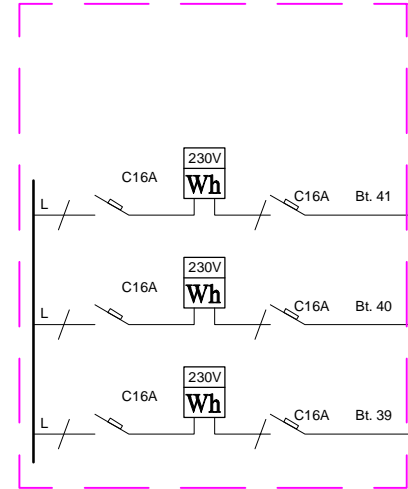 230V
C16A
Wh
C16A
Bt. 41
L
230V
C16A
Wh
C16A
Bt. 40
L
230V
C16A
Wh
C16A
Bt. 39
L